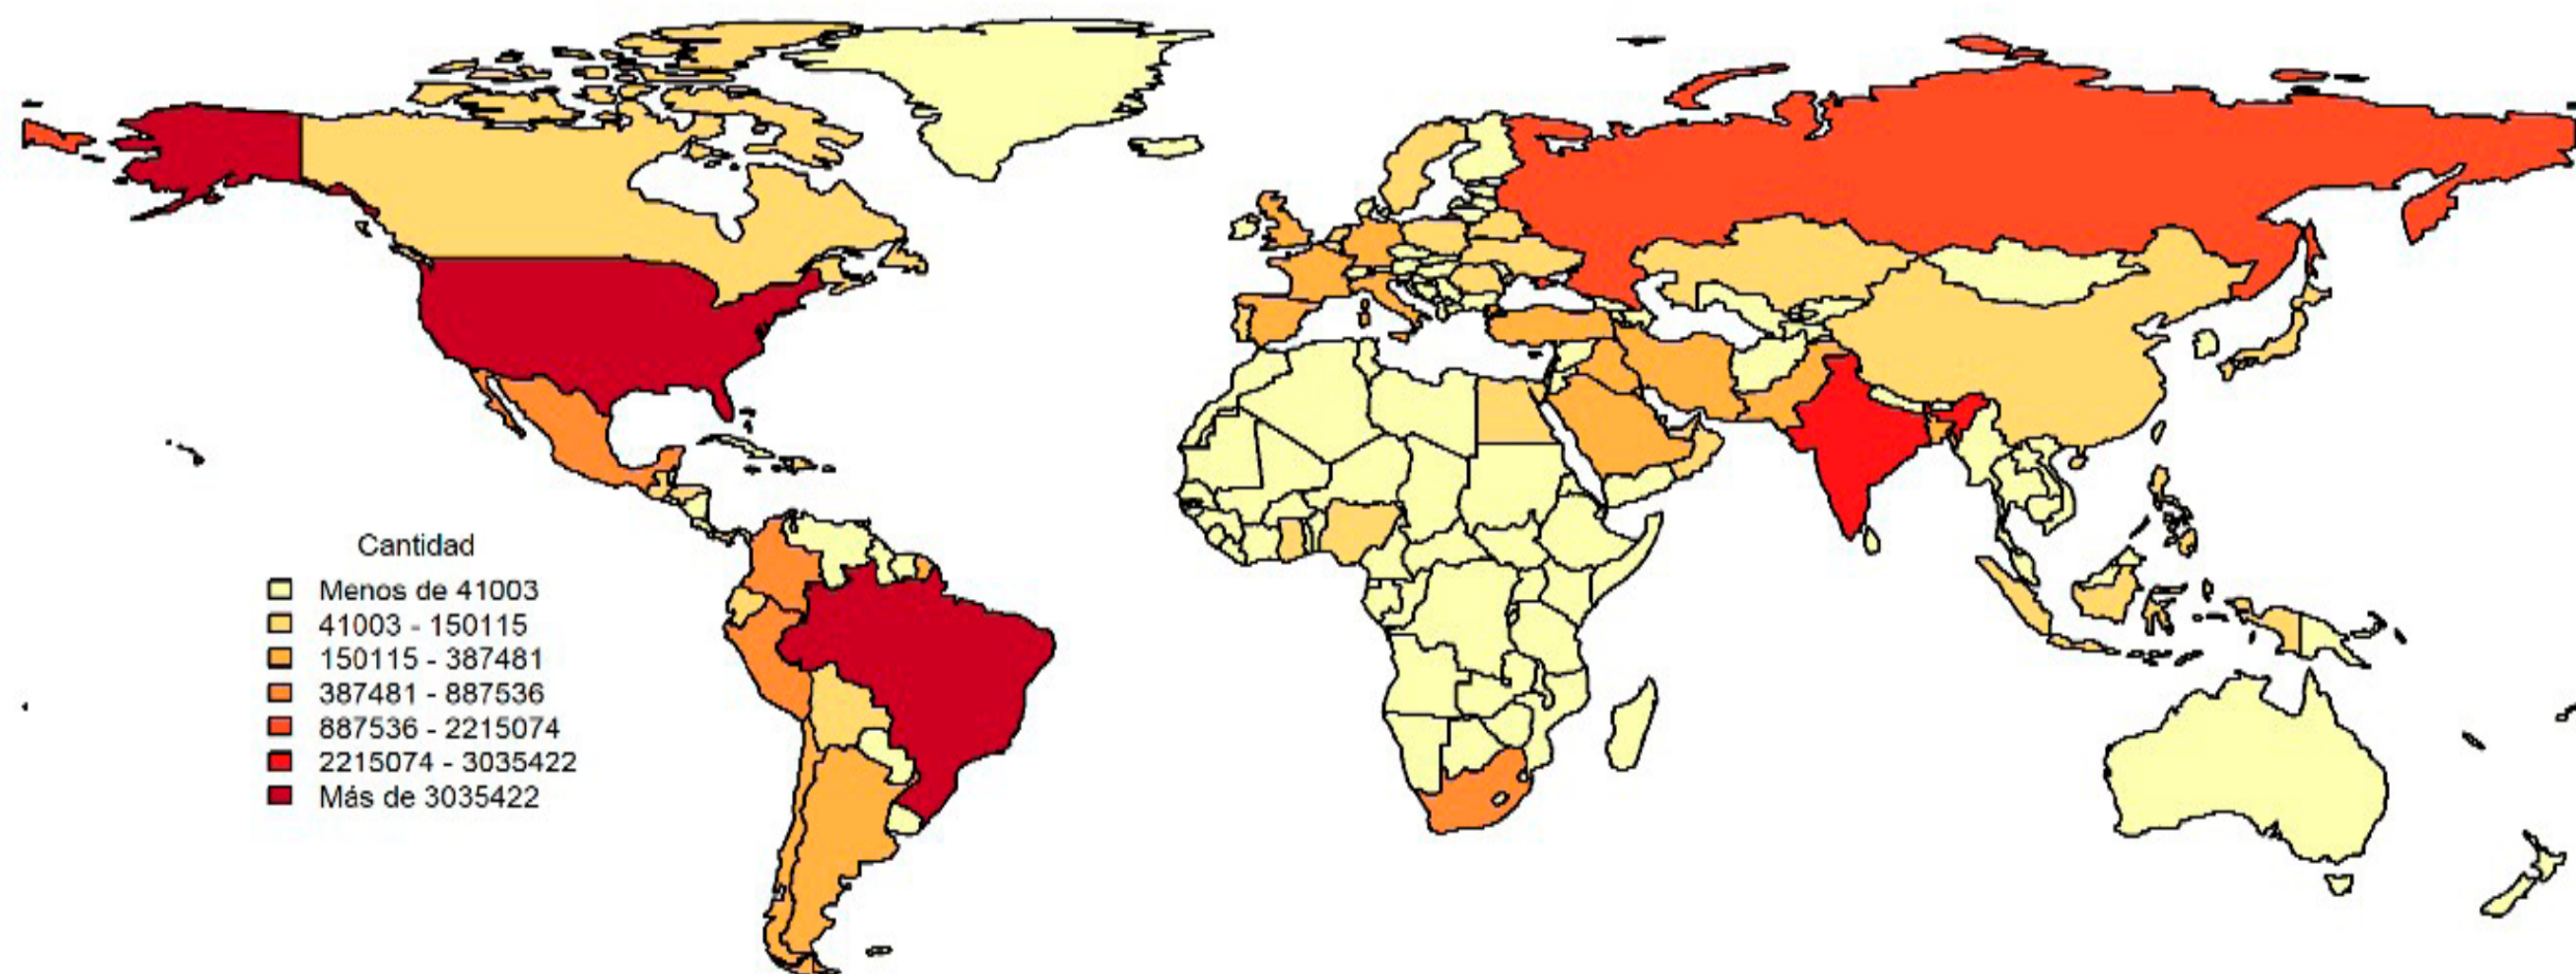 Cantidad
Menos de 41003
41003 - 150115
150115 - 387481
387481 - 887536
887536 - 2215074
2215074 - 3035422
Más de 3035422